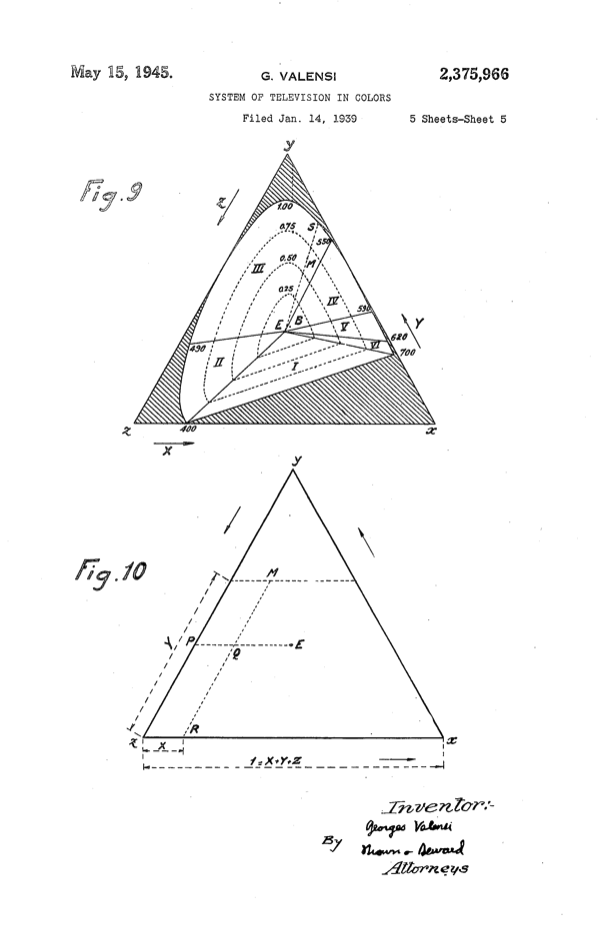 May 15, 1945.
G. VALENSI
2,375,966
SYSTEM OF TELEVISION IN COLORS
Filed Jan. 14, 1939
5 Sheets-Sheet 5
Fig. 9
y
z
1.00
S
0.75
550
M
III
0.50
0.25
IV
590
E B
V
Y
620
490
VI
700
II
I
z
400
x
X
Fig. 10
y
M
Y
P
Q
E
R
z
x
X
1=X+Y+Z
Inventor:-
Georges Valensi
By
Attorneys